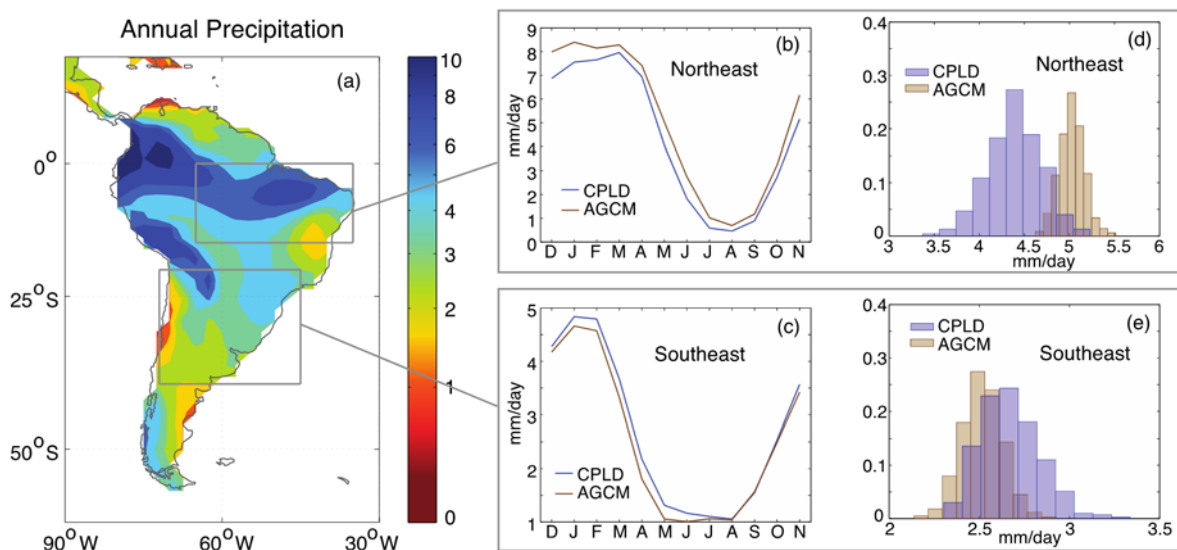 Annual Precipitation
(a)
0°
25°S
50°S
90°W 60°W 30°W
10
8
6
5
4
3
2
1
0
(b)
Northeast
mm/day
9
8
7
6
5
4
3
2
1
0
CPLD
AGCM
D J F M A M J J A S O N
(d)
Northeast
CPLD
AGCM
0.4
0.3
0.2
0.1
0
3 3.5 4 4.5 5 5.5 6
mm/day
(c)
Southeast
mm/day
5
4
3
2
1
CPLD
AGCM
D J F M A M J J A S O N
(e)
Southeast
CPLD
AGCM
0.4
0.3
0.2
0.1
0
2 2.5 3 3.5
mm/day